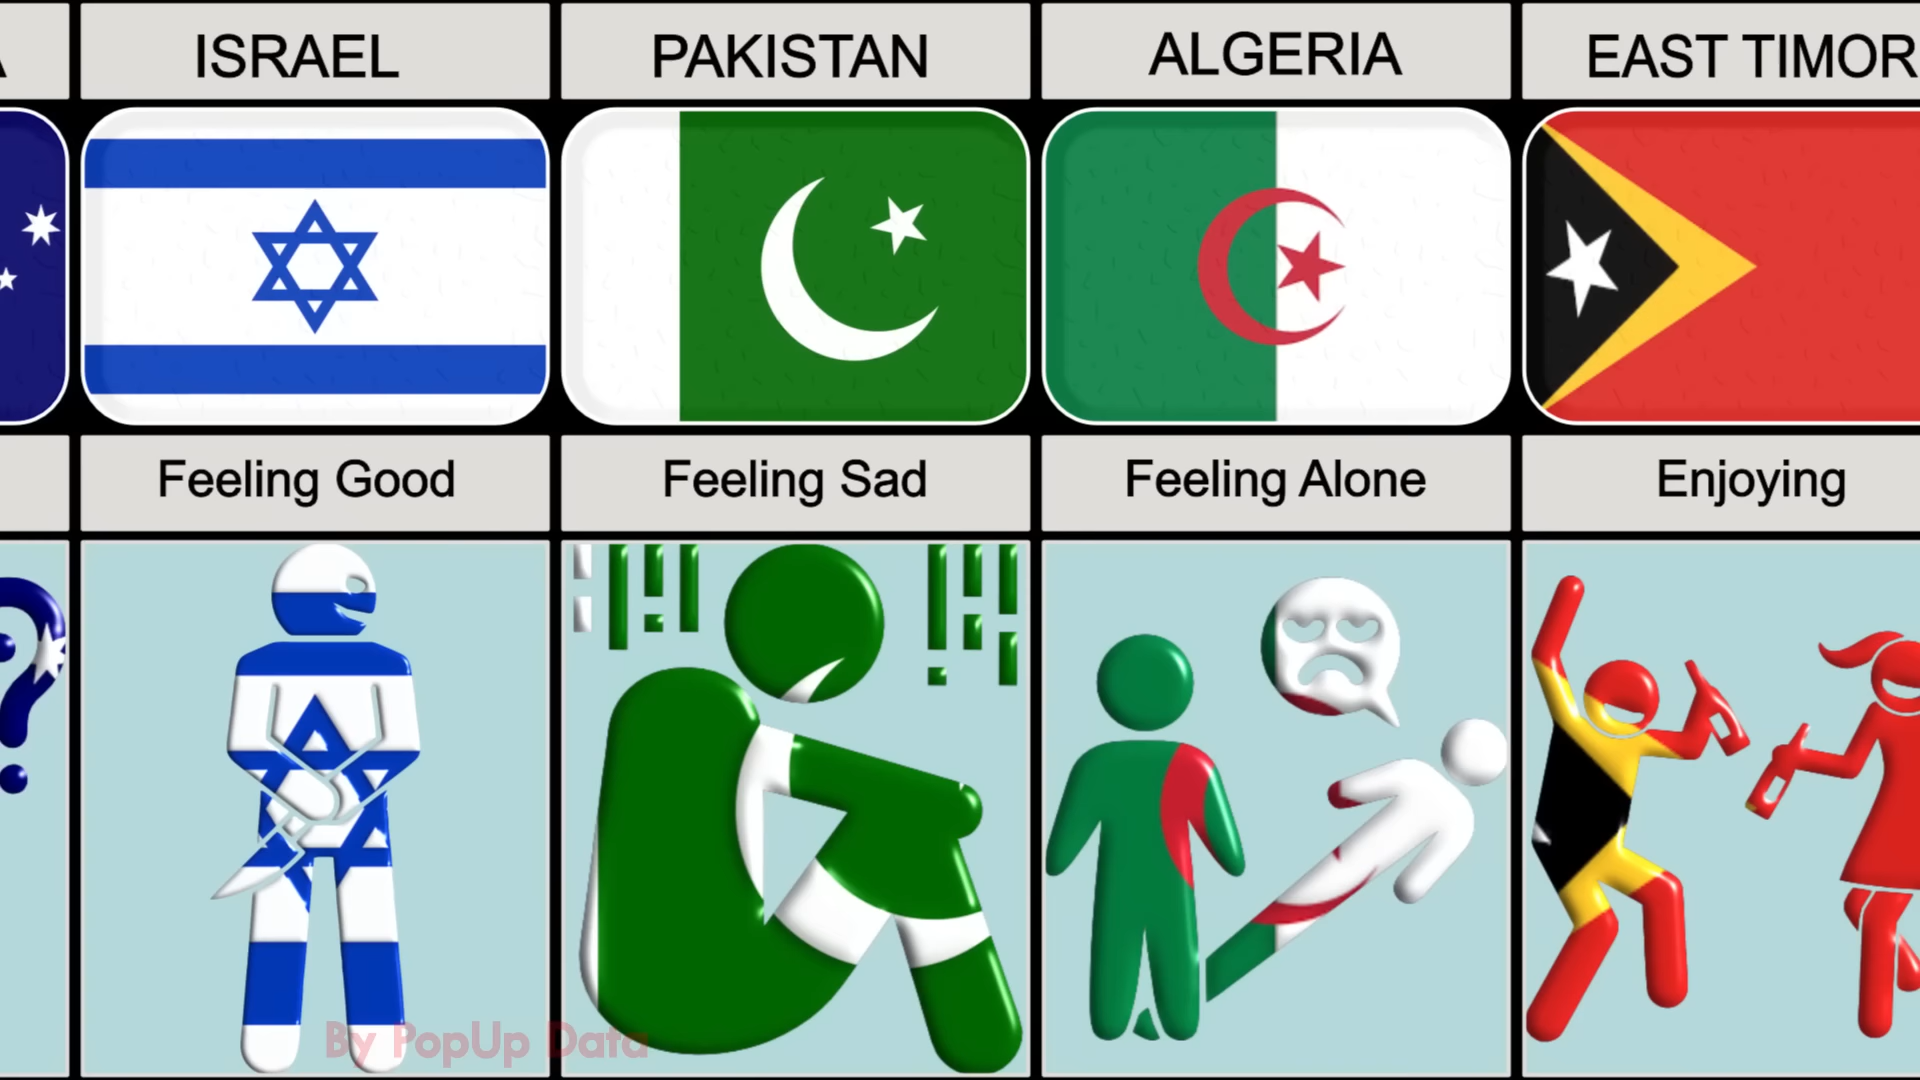 A
ISRAEL
PAKISTAN
ALGERIA
EAST TIMOR
Feeling Good
Feeling Sad
Feeling Alone
Enjoying
By PopUp Data